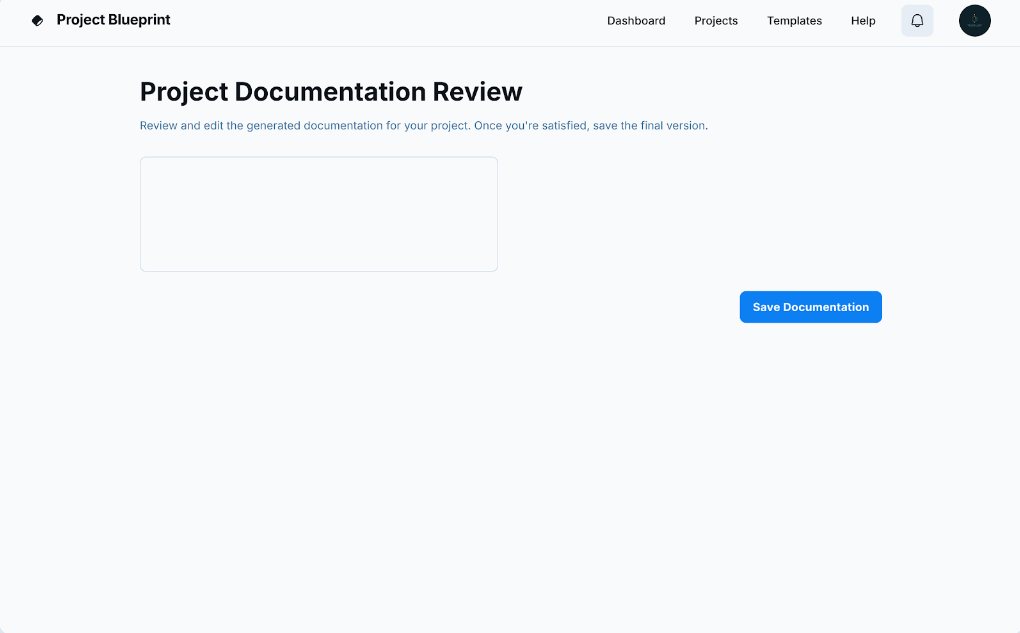 Project Blueprint
Dashboard
Projects
Templates
Help
Project Documentation Review
Review and edit the generated documentation for your project. Once you're satisfied, save the final version.
Save Documentation